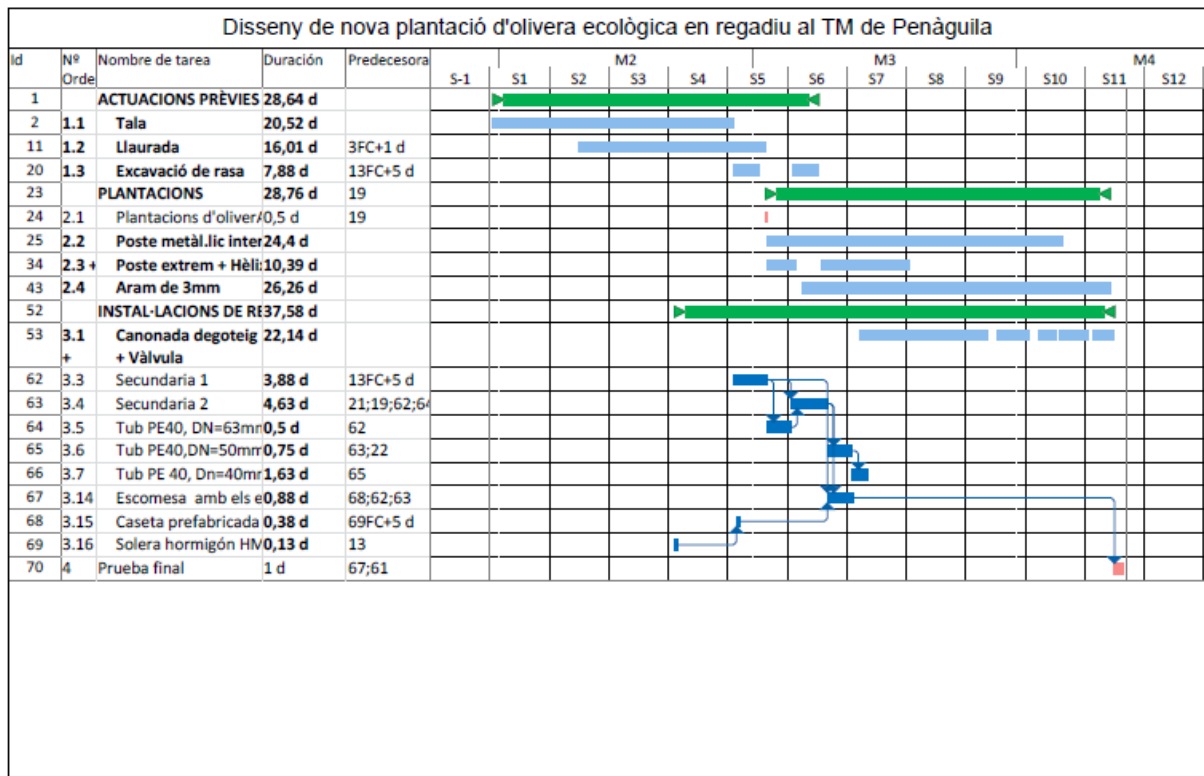 Disseny de nova plantació d'olivera ecològica en regadiu al TM de Penàguila
Id Nº Orde Nombre de tarea Duración Predecesora M2 M3 M4
S-1 S1 S2 S3 S4 S5 S6 S7 S8 S9 S10 S11 S12
1 ACTUACIONS PRÈVIES 28,64 d
2 1.1 Tala 20,52 d
11 1.2 Llaurada 16,01 d 3FC+1 d
20 1.3 Excavació de rasa 7,88 d 13FC+5 d
23 PLANTACIONS 28,76 d 19
24 2.1 Plantacions d'oliver 0,5 d 19
25 2.2 Poste metàl.lic inter 24,4 d
34 2.3 + Poste extrem + Hèli 10,39 d
43 2.4 Aram de 3mm 26,26 d
52 INSTAL·LACIONS DE RE 37,58 d
53 3.1 Canonada degoteig 22,14 d
+ + Vàlvula
62 3.3 Secundaria 1 3,88 d 13FC+5 d
63 3.4 Secundaria 2 4,63 d 21;19;62;64
64 3.5 Tub PE40, DN=63mm 0,5 d 62
65 3.6 Tub PE40,DN=50mm 0,75 d 63;22
66 3.7 Tub PE 40, Dn=40mm 1,63 d 65
67 3.14 Escomesa amb els e 0,88 d 68;62;63
68 3.15 Caseta prefabricada 0,38 d 69FC+5 d
69 3.16 Solera hormigón HM 0,13 d 13
70 4 Prueba final 1 d 67;61